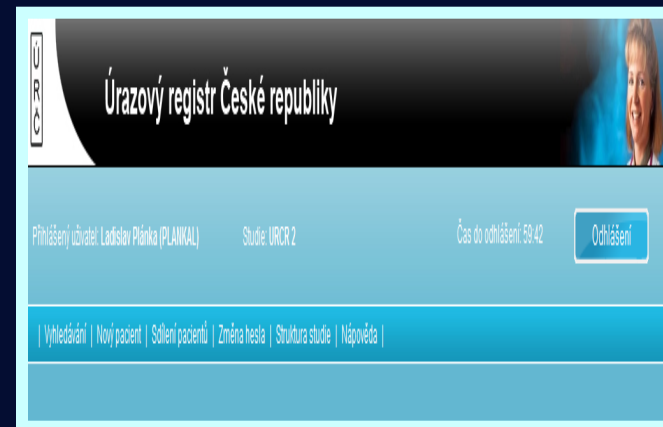 ÚRČ
Úrazový registr České republiky
Přihlášený uživatel: Ladislav Plánka (PLANKAL) Studie: URCR 2 Čas do odhlášení: 59:42 Odhlášení
| Vyhledávání | Nový pacient | Sdílení pacientů | Změna hesla | Struktura studie | Nápověda |